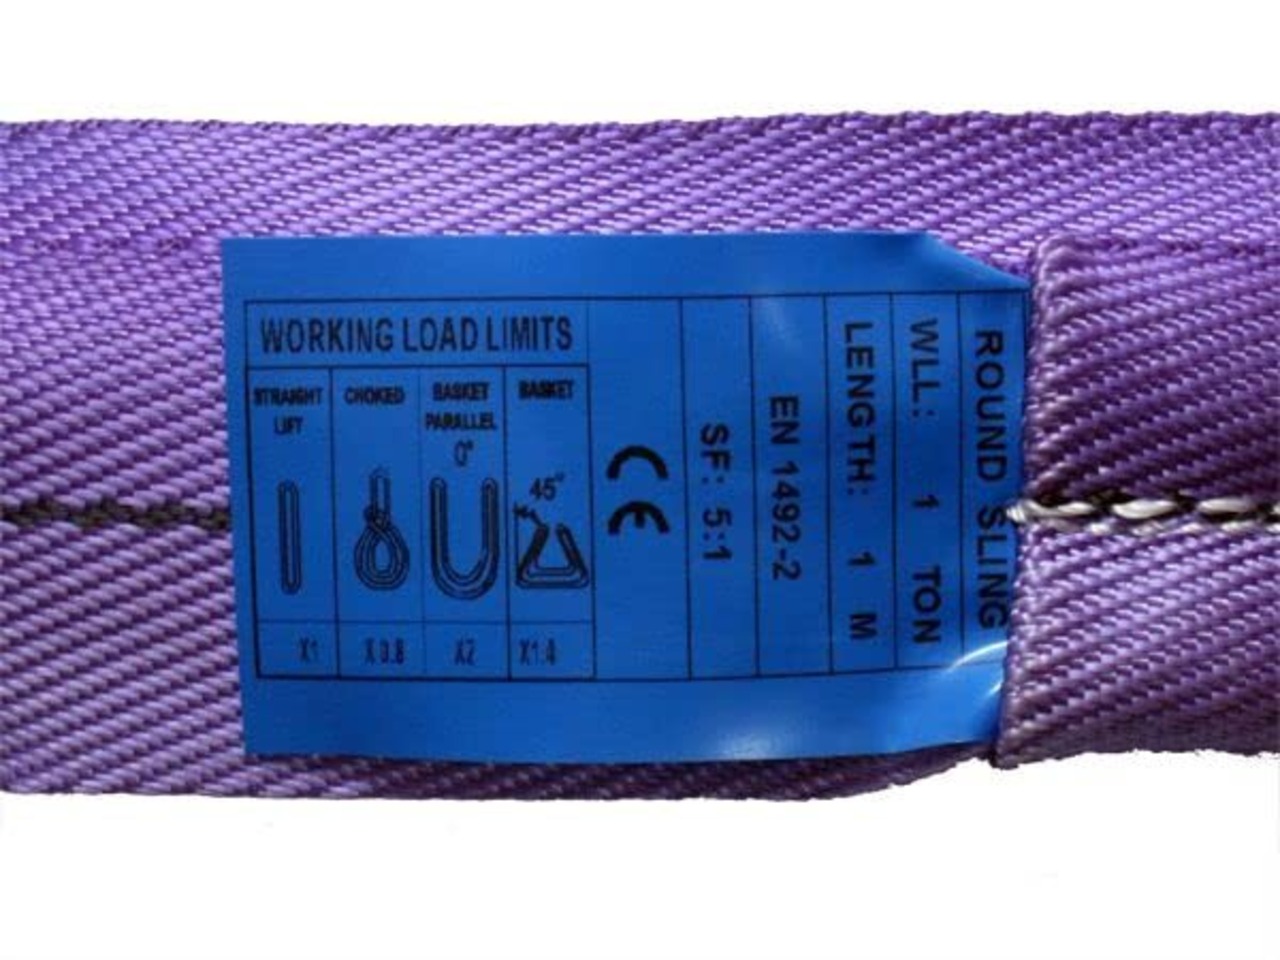 WORKING LOAD LIMITS
STRAIGHT LIFT
CHOKED
BASKET PARALLEL
0°
BASKET
45°
X1
X0.8
X2
X1.4
CE
SF: 5:1
EN 1492-2
LENGTH: 1 M
WLL: 1 TON
ROUND SLING